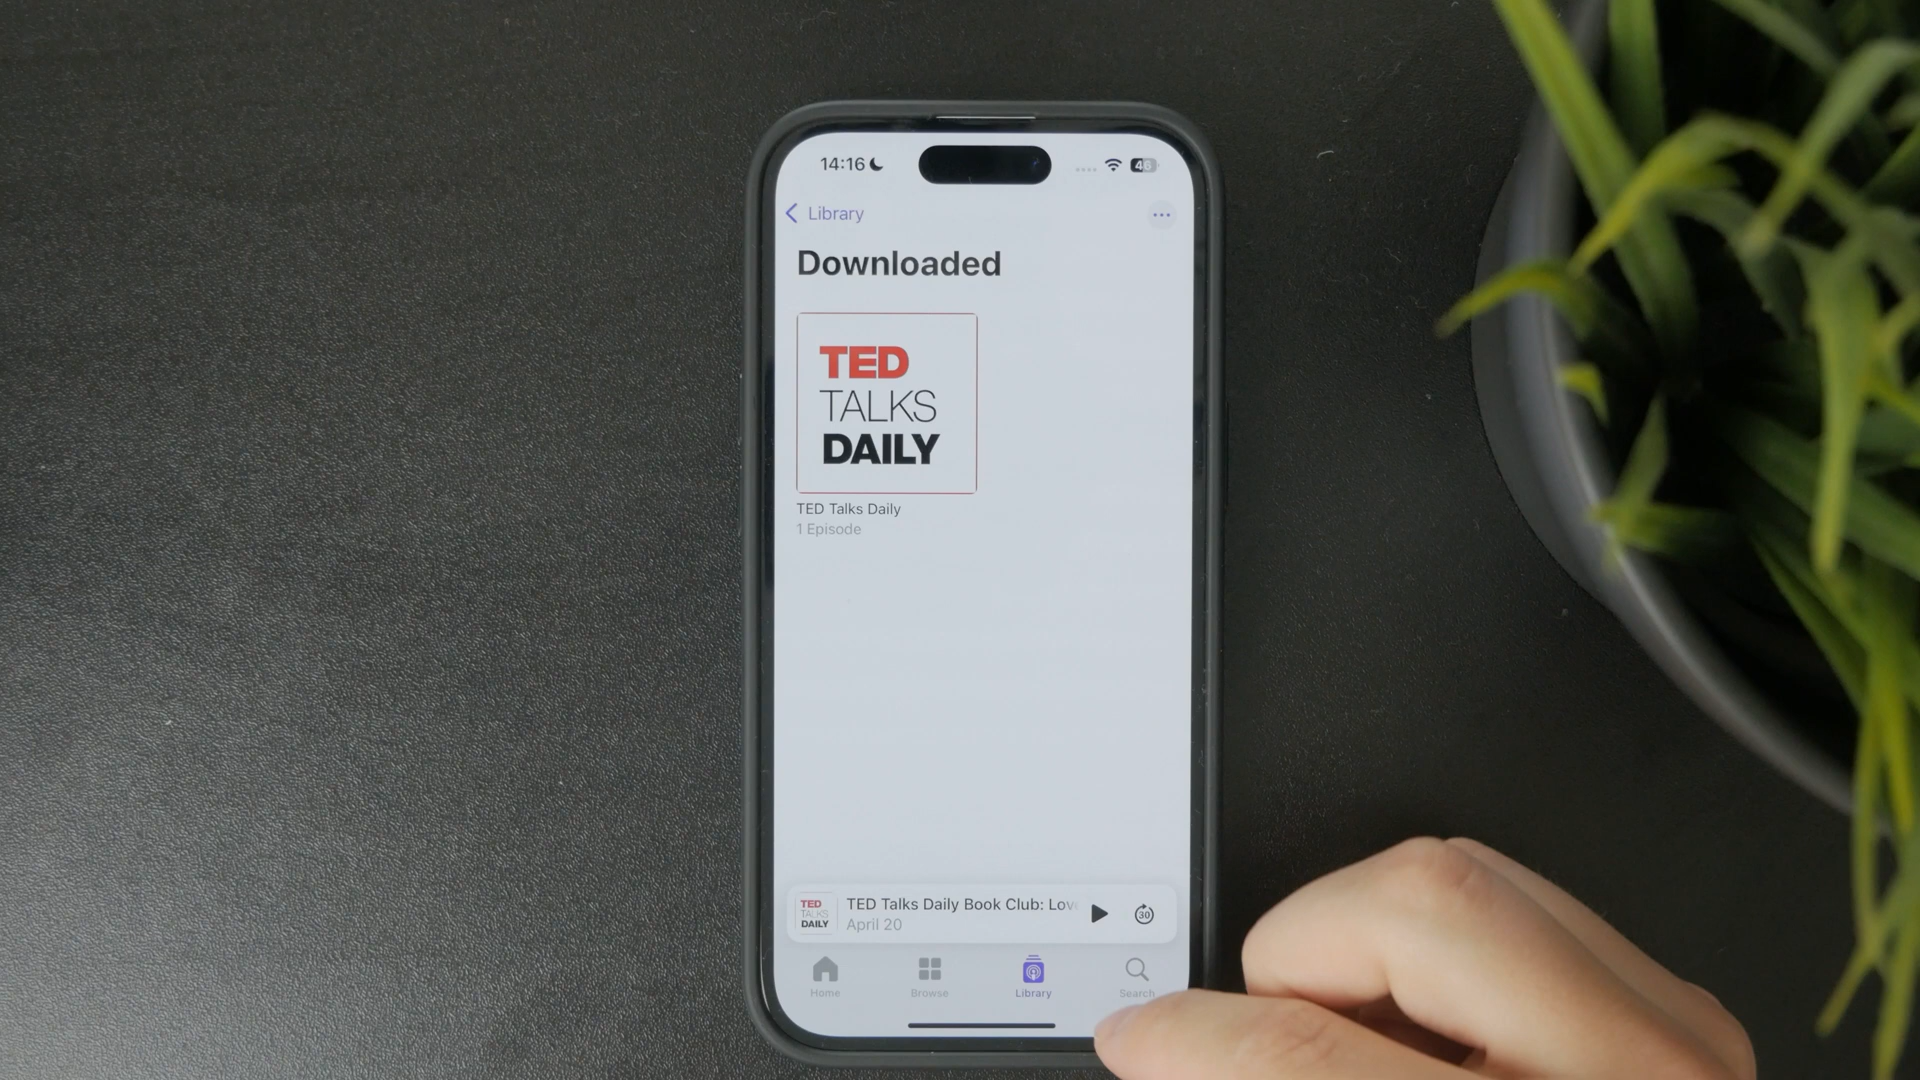 14:16
46
Library
Downloaded
TED
TALKS
DAILY
TED Talks Daily
1 Episode
TED
TALKS
DAILY
TED Talks Daily Book Club: Lov
April 20
30
Home
Browse
Library
Search